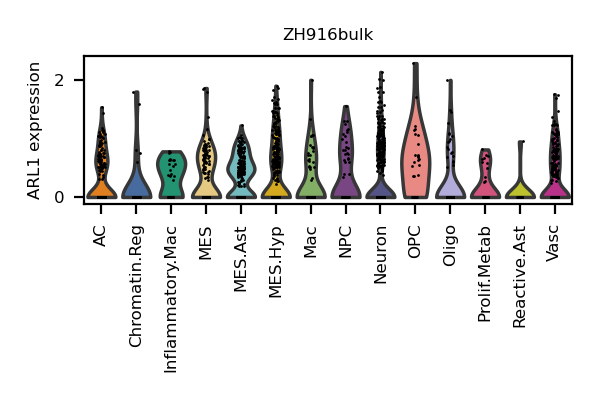 ZH916bulk
ARL1 expression
2
0
AC
Chromatin.Reg
Inflammatory.Mac
MES
MES.Ast
MES.Hyp
Mac
NPC
Neuron
OPC
Oligo
Prolif.Metab
Reactive.Ast
Vasc